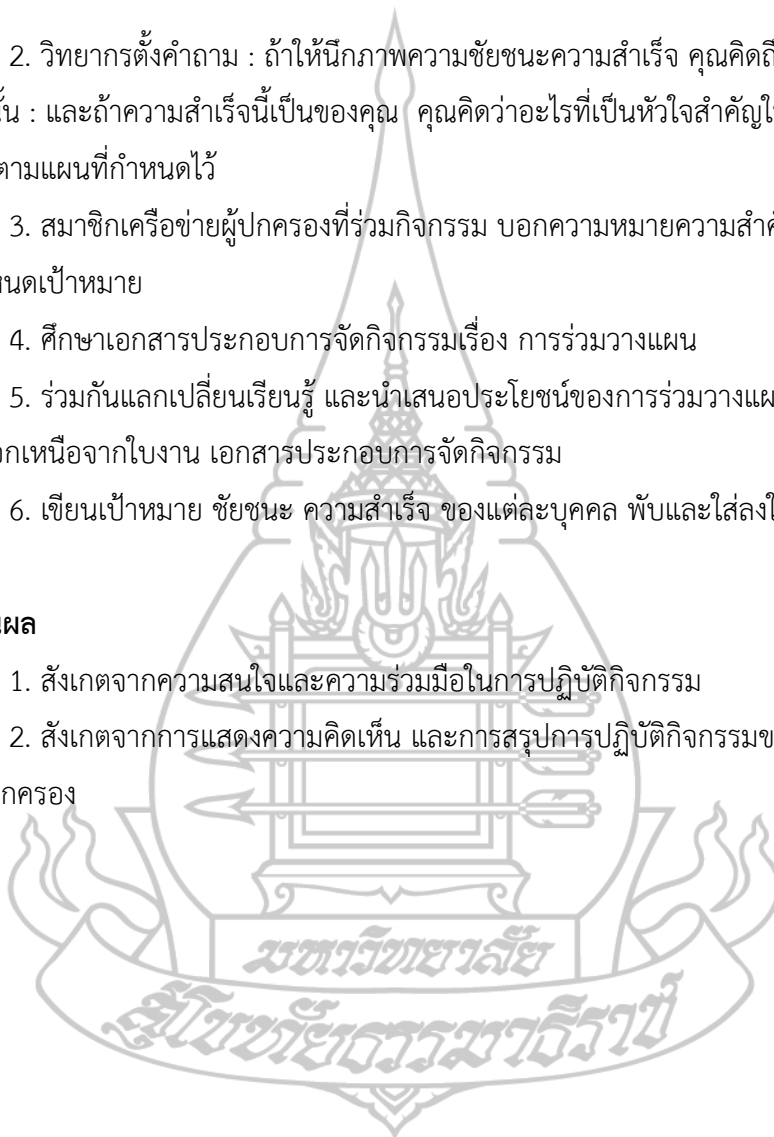 2. วิทยากรตั้งคำถาม : ถ้าให้นึกภาพความชัยชนะความสำเร็จ คุณคิดถึ
ั้น : และถ้าความสำเร็จนี้เป็นของคุณ คุณคิดว่าอะไรที่เป็นหัวใจสำคัญใ
ตามแผนที่กำหนดไว้
3. สมาชิกเครือข่ายผู้ปกครองที่ร่วมกิจกรรม บอกความหมายความสำคั
หนดเป้าหมาย
4. ศึกษาเอกสารประกอบการจัดกิจกรรมเรื่อง การร่วมวางแผน
5. ร่วมกันแลกเปลี่ยนเรียนรู้ และนำเสนอประโยชน์ของการร่วมวางแผ
อกเหนือจากใบงาน เอกสารประกอบการจัดกิจกรรม
6. เขียนเป้าหมาย ชัยชนะ ความสำเร็จ ของแต่ละบุคคล พับและใส่ลงใ
นผล
1. สังเกตจากความสนใจและความร่วมมือในการปฏิบัติกิจกรรม
2. สังเกตจากการแสดงความคิดเห็น และการสรุปการปฏิบัติกิจกรรมข
กครอง
มหาวิทยาลัย
สุโขทัยธรรมาธิราช